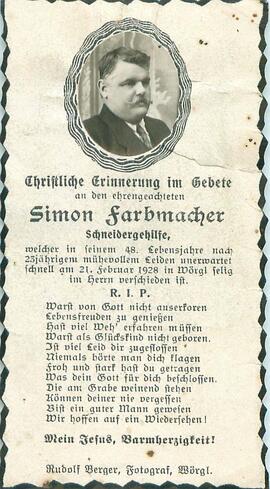 Christliche Erinnerung im Gebete
an den ehrengeachteten
Simon Farbmacher
Schneidergehilfe,
welcher in seinem 48. Lebensjahre nach
25jährigem mühevollem Leiden unerwartet
schnell am 21. Februar 1928 in Wörgl selig
im Herrn verschieden ist.
R. I. P.
Warst von Gott nicht auserkoren
Lebensfreuden zu genießen
Hast viel Weh' erfahren müssen
Warst als Glückskind nicht geboren.
Ist viel Leid dir zugeflossen
Niemals hörte man dich klagen
Froh und stark hast du getragen
Was dein Gott für dich beschlossen.
Die am Grabe weinend stehen
Können deiner nie vergessen
Bist ein guter Mann gewesen
Wir hoffen auf ein Wiedersehen!
Mein Jesus, Barmherzigkeit!
Rudolf Berger, Fotograf, Wörgl.